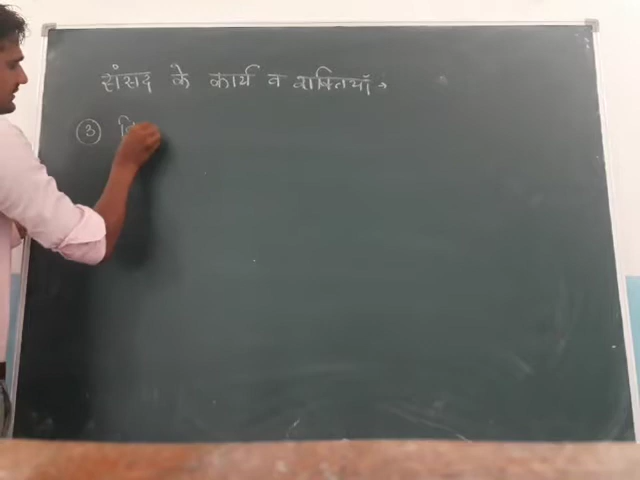 संसद के कार्य व शक्तियाँ →
③ वि